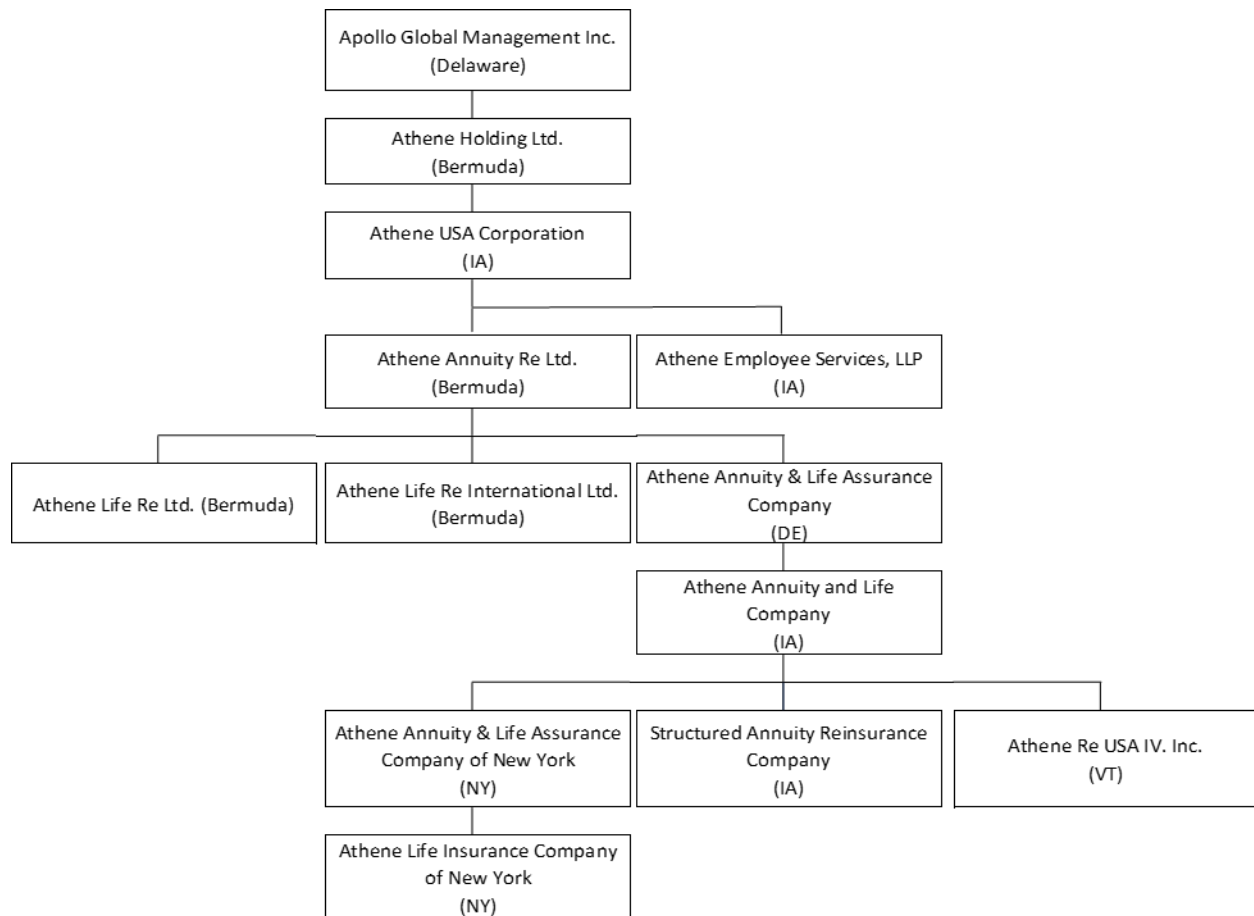 Apollo Global Management Inc.
(Delaware)
Athene Holding Ltd.
(Bermuda)
Athene USA Corporation
(IA)
Athene Annuity Re Ltd.
(Bermuda)
Athene Employee Services, LLP
(IA)
Athene Life Re Ltd. (Bermuda)
Athene Life Re International Ltd.
(Bermuda)
Athene Annuity & Life Assurance
Company
(DE)
Athene Annuity and Life
Company
(IA)
Athene Annuity & Life Assurance
Company of New York
(NY)
Structured Annuity Reinsurance
Company
(IA)
Athene Re USA IV. Inc.
(VT)
Athene Life Insurance Company
of New York
(NY)